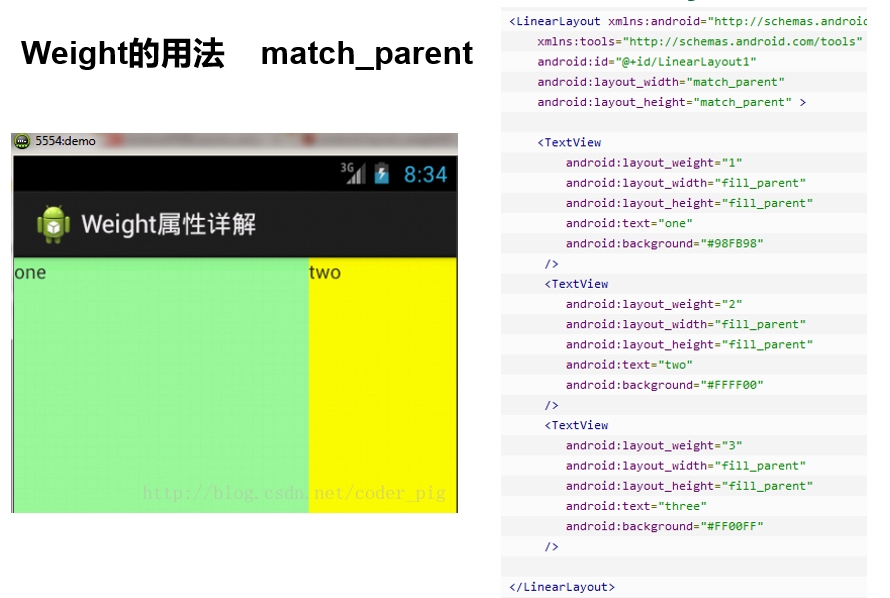 Weight的用法 match_parent
5554:demo
3G 8:34
Weight属性详解
one two
http://blog.csdn.net/coder_pig
<LinearLayout xmlns:android="http://schemas.android
xmlns:tools="http://schemas.android.com/tools"
android:id="@+id/LinearLayout1"
android:layout_width="match_parent"
android:layout_height="match_parent" >
<TextView
android:layout_weight="1"
android:layout_width="fill_parent"
android:layout_height="fill_parent"
android:text="one"
android:background="#98FB98"
/>
<TextView
android:layout_weight="2"
android:layout_width="fill_parent"
android:layout_height="fill_parent"
android:text="two"
android:background="#FFFF00"
/>
<TextView
android:layout_weight="3"
android:layout_width="fill_parent"
android:layout_height="fill_parent"
android:text="three"
android:background="#FF00FF"
/>
</LinearLayout>